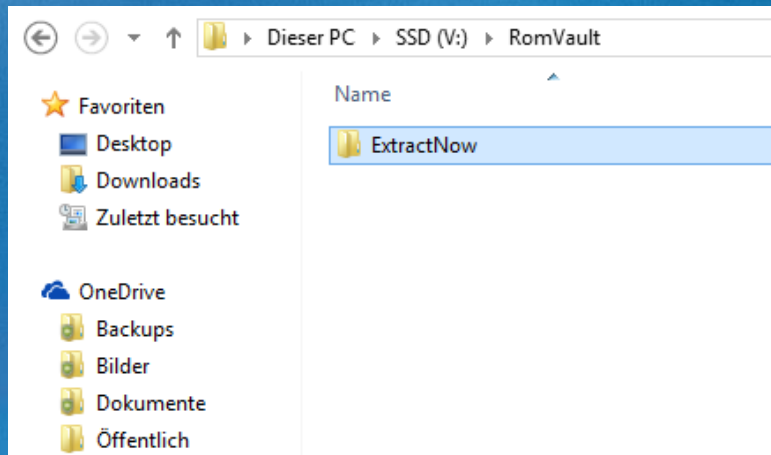 Dieser PC SSD (V:) RomVault
Name
ExtractNow
Favoriten
Desktop
Downloads
Zuletzt besucht
OneDrive
Backups
Bilder
Dokumente
Öffentlich